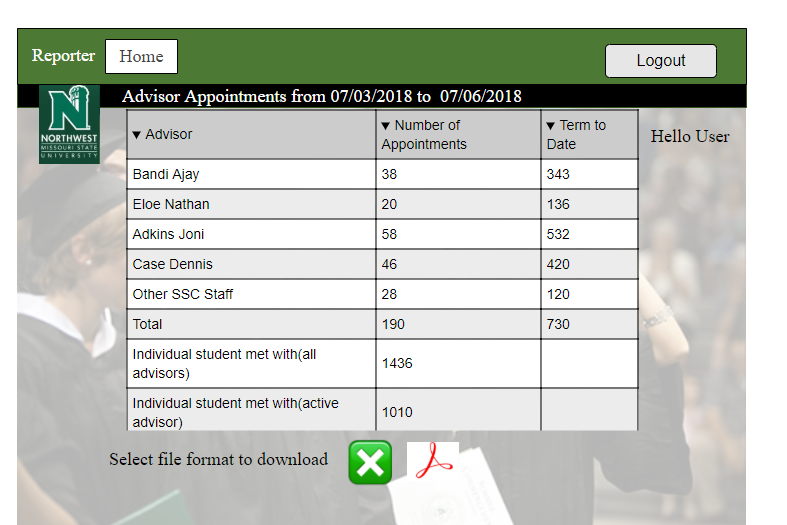 Reporter Home Logout
Advisor Appointments from 07/03/2018 to 07/06/2018
N
NORTHWEST
MISSOURI STATE
UNIVERSITY
Hello User
▼ Advisor ▼ Number of Appointments ▼ Term to Date
Bandi Ajay 38 343
Eloe Nathan 20 136
Adkins Joni 58 532
Case Dennis 46 420
Other SSC Staff 28 120
Total 190 730
Individual student met with(all advisors) 1436
Individual student met with(active advisor) 1010
Select file format to download